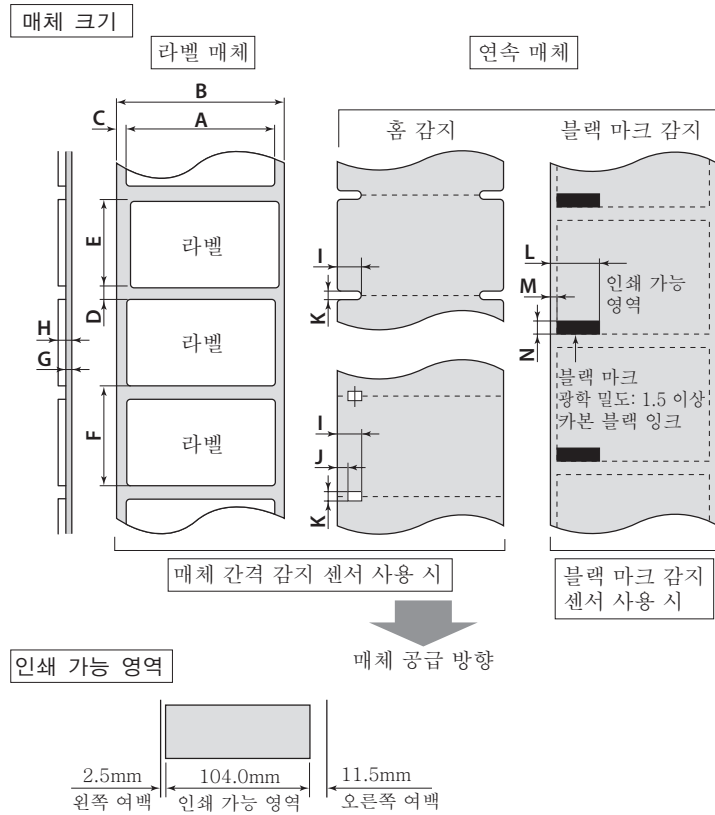 매체 크기
라벨 매체
연속 매체
B
C
A
홈 감지
블랙 마크 감지
E
라벨
I
L
M
인쇄 가능
영역
D
K
N
H
G
라벨
블랙 마크
광학 밀도: 1.5 이상
카본 블랙 잉크
F
라벨
I
J
K
매체 간격 감지 센서 사용 시
블랙 마크 감지
센서 사용 시
매체 공급 방향
인쇄 가능 영역
2.5mm
104.0mm
11.5mm
왼쪽 여백
인쇄 가능 영역
오른쪽 여백